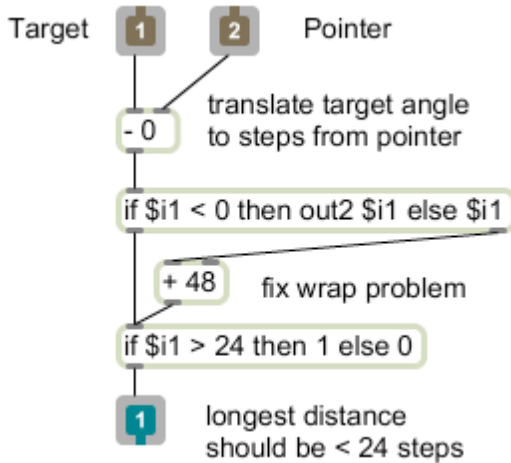 Target 1 2 Pointer
translate target angle
to steps from pointer
- 0
if $i1 < 0 then out2 $i1 else $i1
+ 48 fix wrap problem
if $i1 > 24 then 1 else 0
1
longest distance
should be < 24 steps